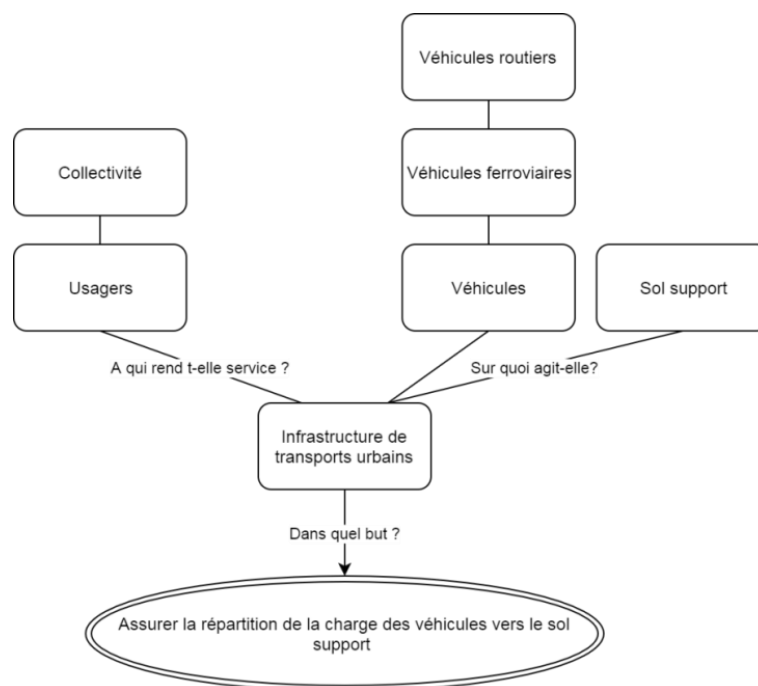 Véhicules routiers
Collectivité
Véhicules ferroviaires
Usagers
Véhicules
Sol support
A qui rend t-elle service ?
Sur quoi agit-elle?
Infrastructure de
transports urbains
Dans quel but ?
Assurer la répartition de la charge des véhicules vers le sol
support